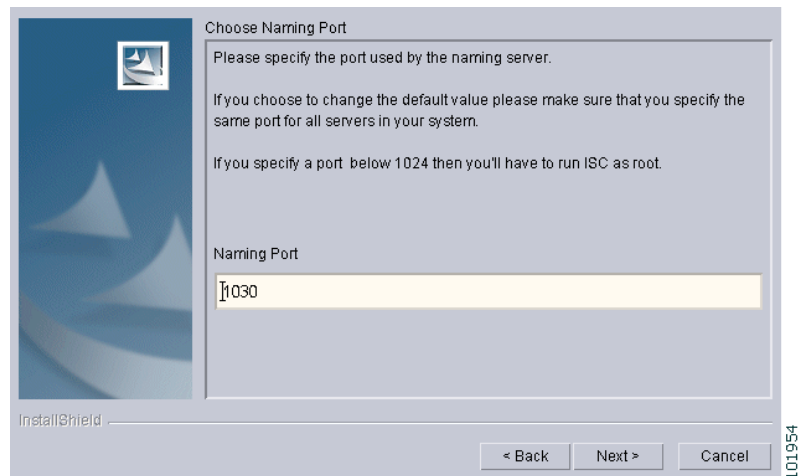 Choose Naming Port
Please specify the port used by the naming server.
If you choose to change the default value please make sure that you specify the
same port for all servers in your system.
If you specify a port below 1024 then you'll have to run ISC as root.
Naming Port
1030
InstallShield
< Back
Next >
Cancel
101954